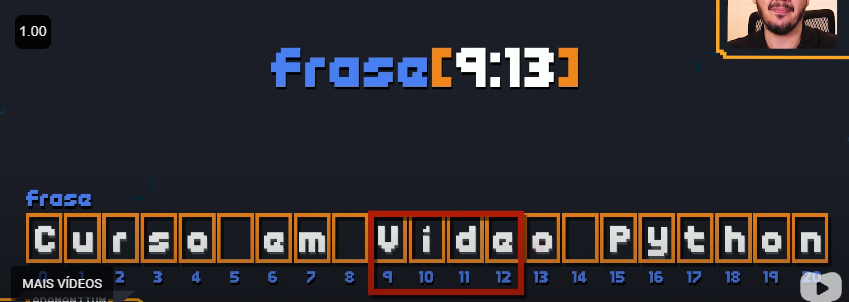 1.00
frase[9:13]
frase
Curso em Video Python
MAIS VÍDEOS 2 3 4 5 6 7 8 9 10 11 12 13 14 15 16 17 18 19 20